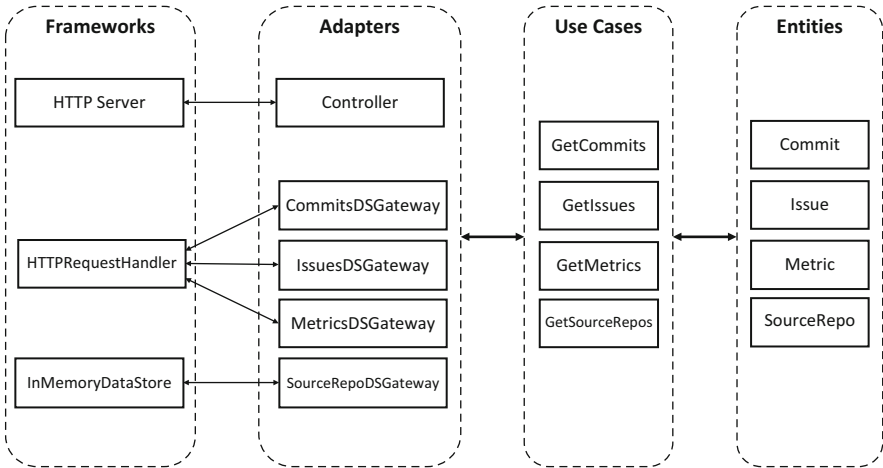 Frameworks
HTTP Server
HTTPRequestHandler
InMemoryDataStore
Adapters
Controller
CommitsDSGateway
IssuesDSGateway
MetricsDSGateway
SourceRepoDSGateway
Use Cases
GetCommits
GetIssues
GetMetrics
GetSourceRepos
Entities
Commit
Issue
Metric
SourceRepo